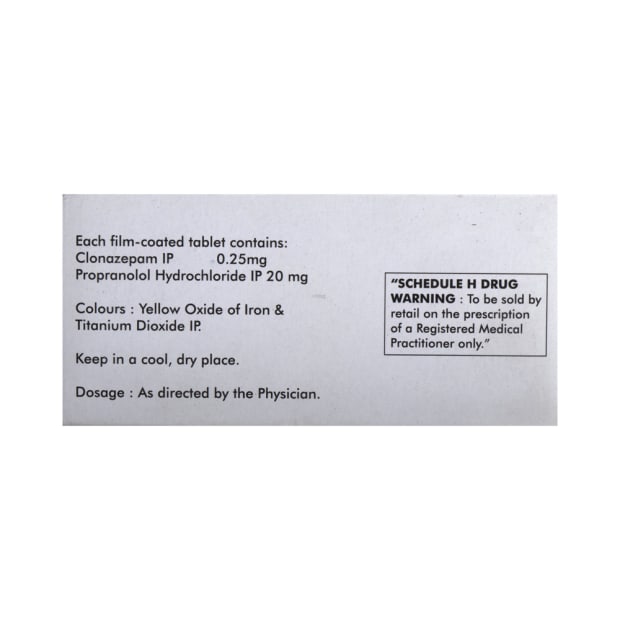 Each film-coated tablet contains:
Clonazepam IP 0.25mg
Propranolol Hydrochloride IP 20 mg
Colours : Yellow Oxide of Iron &
Titanium Dioxide IP.
Keep in a cool, dry place.
Dosage : As directed by the Physician.
"SCHEDULE H DRUG
WARNING : To be sold by
retail on the prescription
of a Registered Medical
Practitioner only."